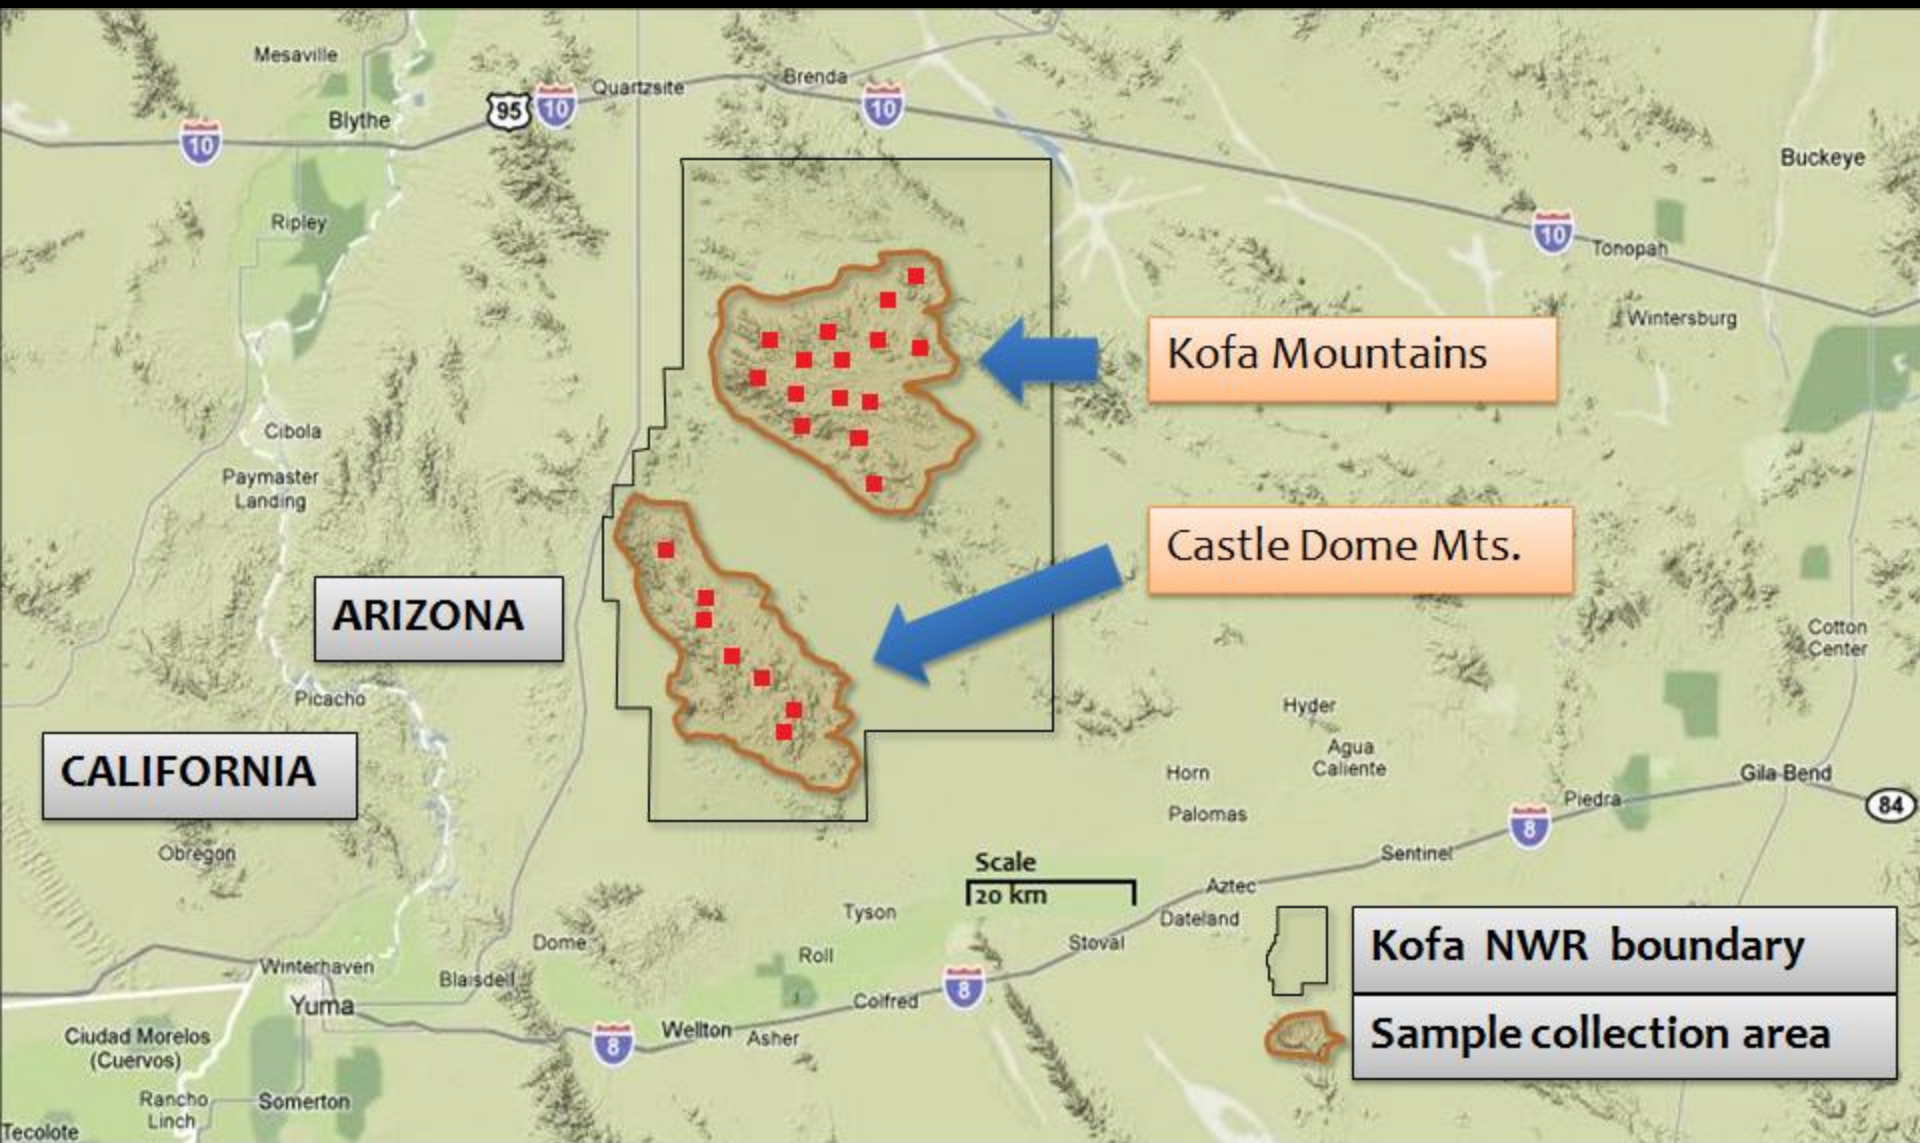 Mesaville
Quartzsite
Brenda
95
10
10
Blythe
10
Buckeye
Ripley
10
Tonopah
Wintersburg
Kofa Mountains
Cibola
Paymaster
Landing
Castle Dome Mts.
ARIZONA
Cotton
Center
Picacho
Hyder
CALIFORNIA
Agua
Caliente
Horn
Gila Bend
Piedra
84
Palomas
8
Obregon
Sentinel
Scale
20 km
Aztec
Tyson
Dateland
Dome
Stoval
Kofa NWR boundary
Roll
Winterhaven
Blaisdell
8
Colfred
Yuma
Wellton
Asher
8
Sample collection area
Ciudad Morelos
(Cuervos)
Rancho
Linch
Somerton
Tecolote